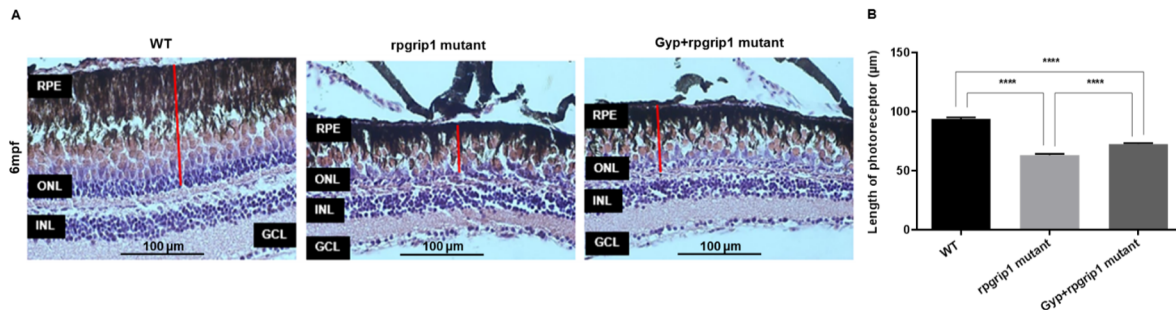 A
WT
rpgrip1 mutant
Gyp+rpgrip1 mutant
6mpf
RPE
ONL
INL
GCL
100 µm
RPE
ONL
INL
GCL
100 µm
RPE
ONL
INL
GCL
100 µm
B
Length of photoreceptor (µm)
150
100
50
0
****
****
****
WT
rpgrip1 mutant
Gyp+rpgrip1 mutant